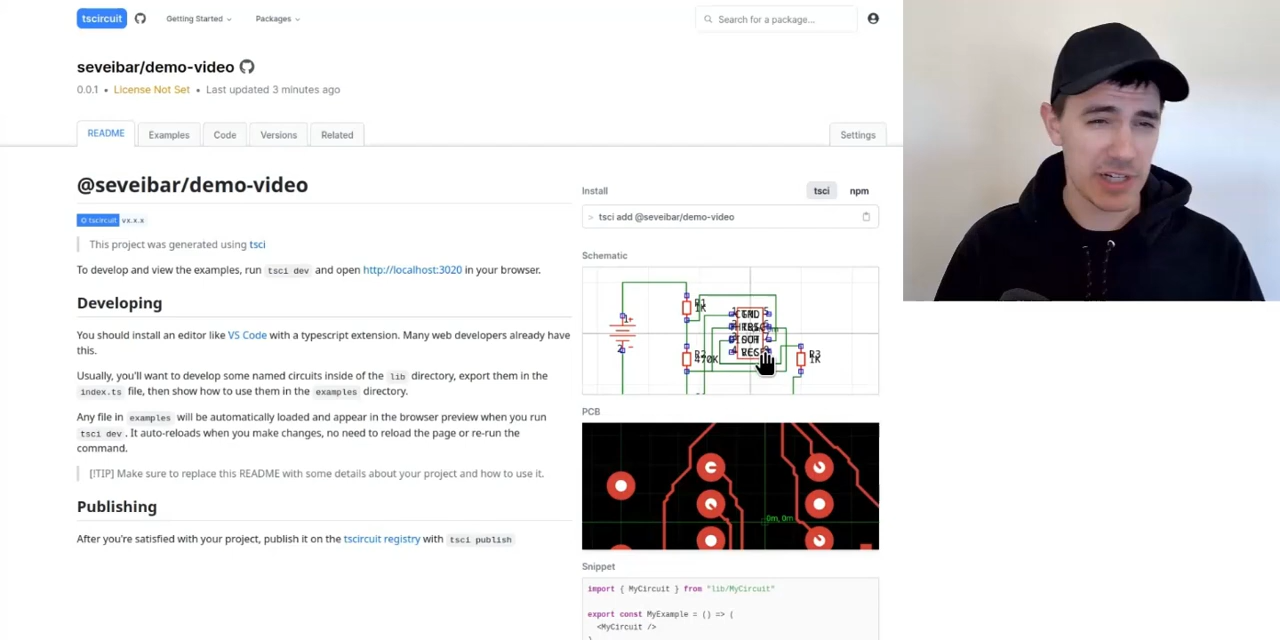 tscircuit
Getting Started
Packages
Search for a package...
seveibar/demo-video
0.0.1 • License Not Set • Last updated 3 minutes ago
README
Examples
Code
Versions
Related
Settings
@seveibar/demo-video
tscircuit vx.x.x
This project was generated using tsci
To develop and view the examples, run tsci dev and open http://localhost:3020 in your browser.
Developing
You should install an editor like VS Code with a typescript extension. Many web developers already have
this.
Usually, you'll want to develop some named circuits inside of the lib directory, export them in the
index.ts file, then show how to use them in the examples directory.
Any file in examples will be automatically loaded and appear in the browser preview when you run
tsci dev. It auto-reloads when you make changes, no need to reload the page or re-run the
command.
[!TIP] Make sure to replace this README with some details about your project and how to use it.
Publishing
After you're satisfied with your project, publish it on the tscircuit registry with tsci publish
Install
tsci
npm
> tsci add @seveibar/demo-video
Schematic
R1
1K
R2
470K
R3
1K
PCB
0m, 0m
Snippet
import { MyCircuit } from "lib/MyCircuit"
export const MyExample = () => (
<MyCircuit />
)